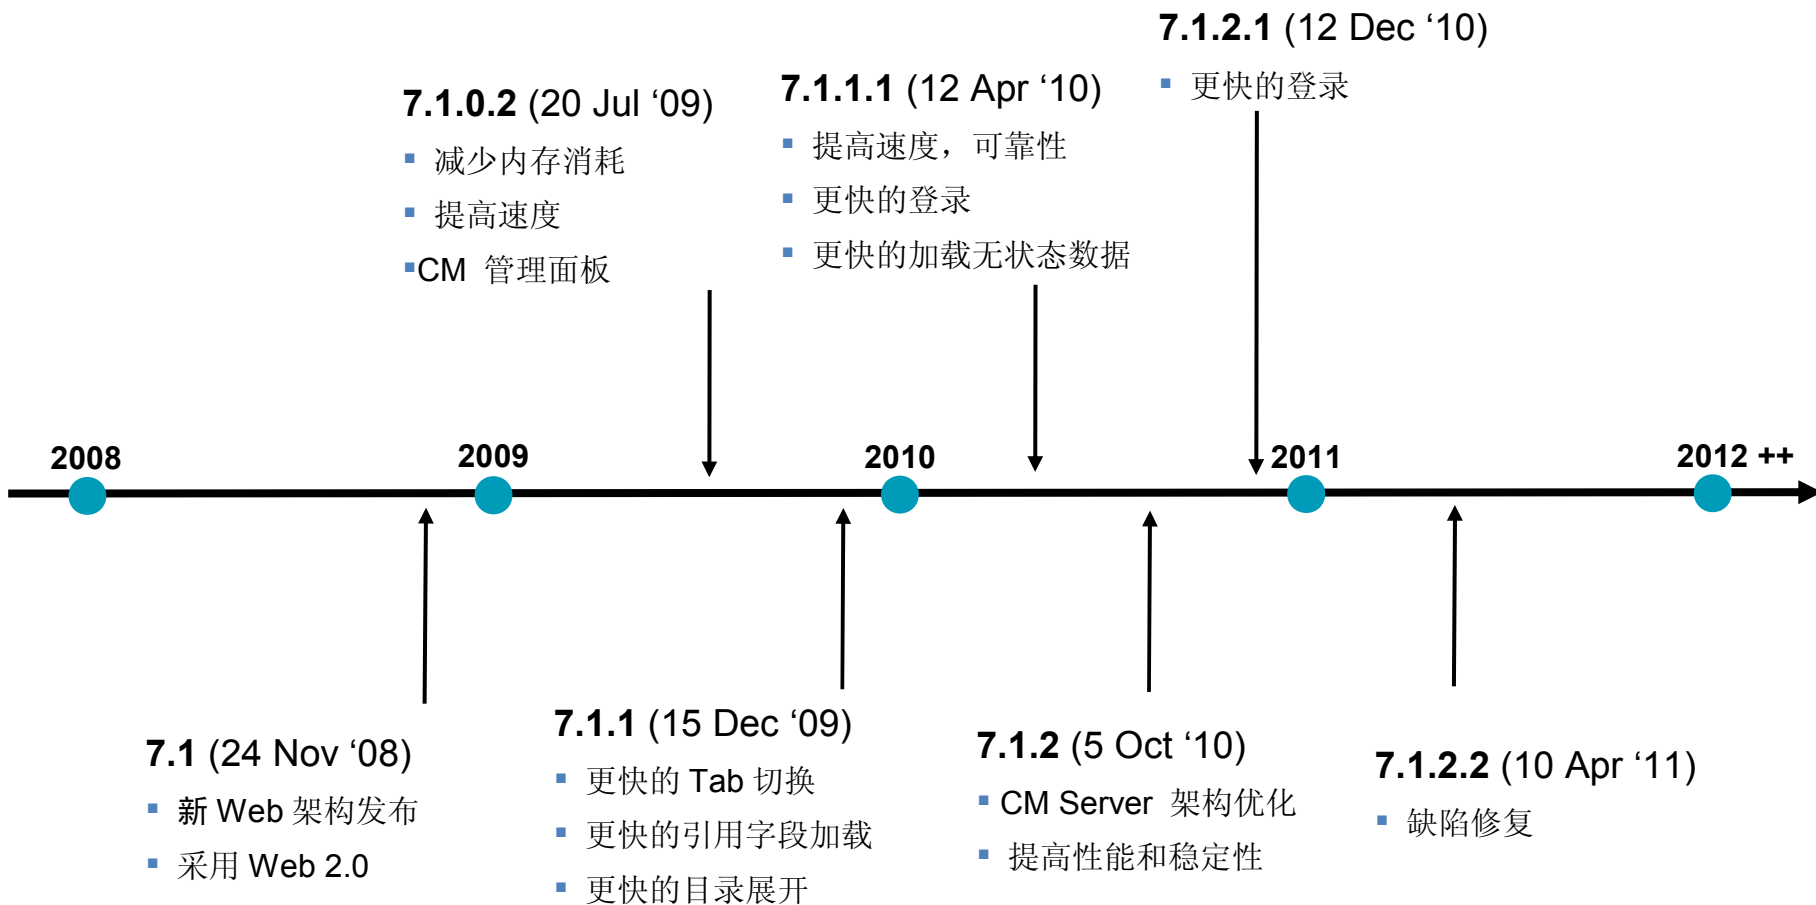 7.1.2.1 (12 Dec ‘10)
更快的登录
7.1.0.2 (20 Jul ‘09)
减少内存消耗
提高速度
CM 管理面板
7.1.1.1 (12 Apr ‘10)
提高速度，可靠性
更快的登录
更快的加载无状态数据
2008
2009
2010
2011
2012 ++
7.1 (24 Nov ‘08)
新 Web 架构发布
采用 Web 2.0
7.1.1 (15 Dec ‘09)
更快的 Tab 切换
更快的引用字段加载
更快的目录展开
7.1.2 (5 Oct ‘10)
CM Server 架构优化
提高性能和稳定性
7.1.2.2 (10 Apr ‘11)
缺陷修复